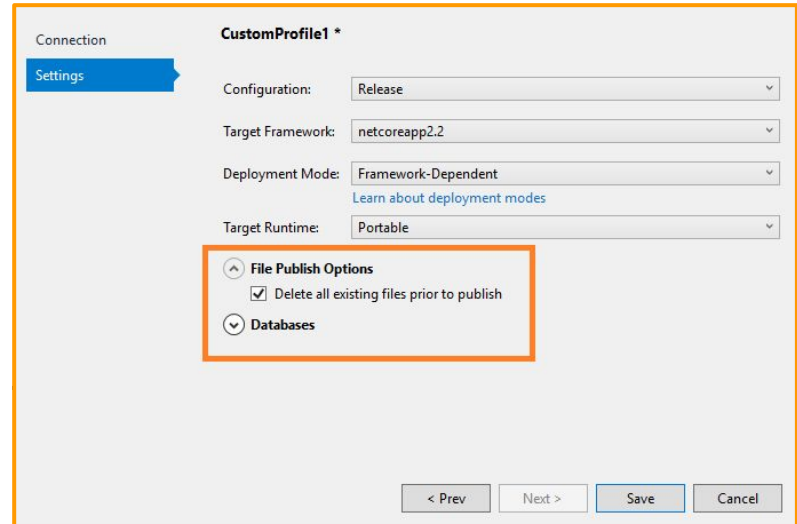 Connection
Settings
CustomProfile1 *
Configuration: Release
Target Framework: netcoreapp2.2
Deployment Mode: Framework-Dependent
Learn about deployment modes
Target Runtime: Portable
File Publish Options
Delete all existing files prior to publish
Databases
< Prev Next > Save Cancel